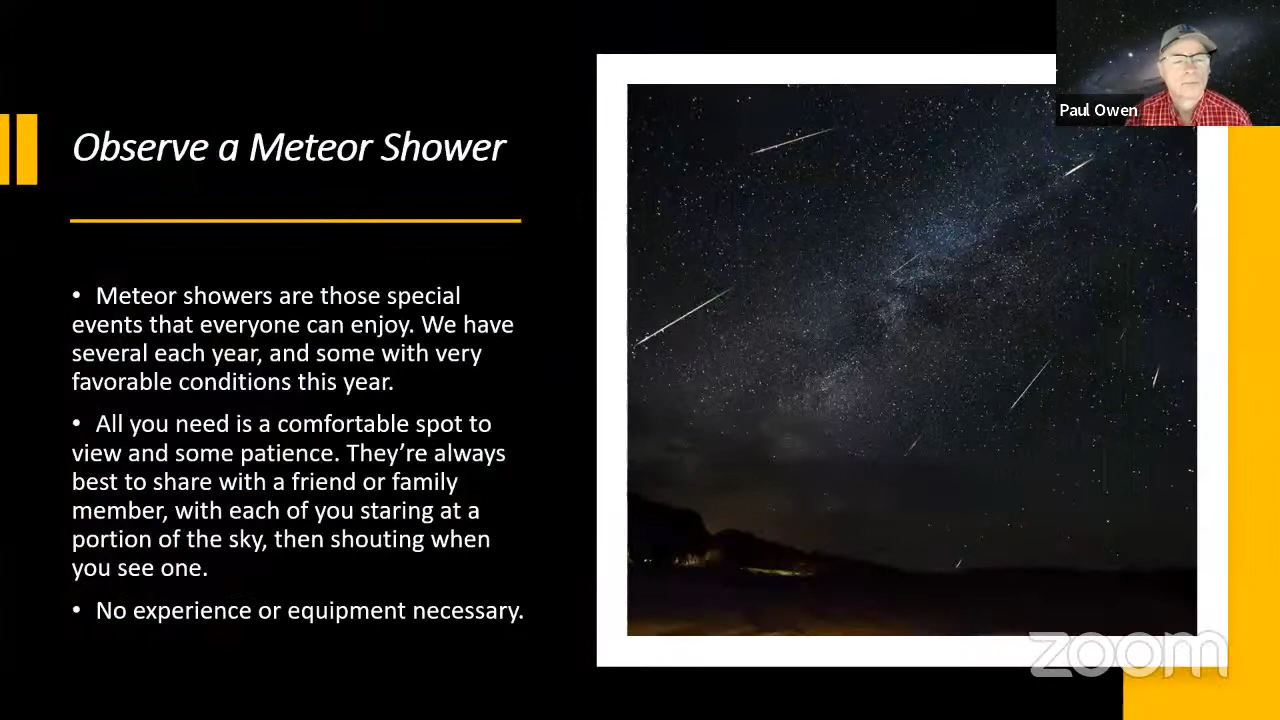 Paul Owen
Observe a Meteor Shower
• Meteor showers are those special
events that everyone can enjoy. We have
several each year, and some with very
favorable conditions this year.
• All you need is a comfortable spot to
view and some patience. They’re always
best to share with a friend or family
member, with each of you staring at a
portion of the sky, then shouting when
you see one.
• No experience or equipment necessary.
zoom